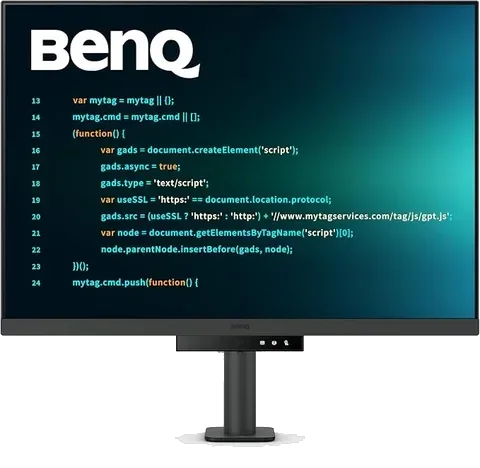 BenQ
13 var mytag = mytag || {};
14 mytag.cmd = mytag.cmd || [];
15 (function() {
16 var gads = document.createElement('script');
17 gads.async = true;
18 gads.type = 'text/script';
19 var useSSL = 'https:' == document.location.protocol;
20 gads.src = (useSSL ? 'https:' : 'http:') + '//www.mytagservices.com/tag/js/gpt.js';
21 var node = document.getElementsByTagName('script')[0];
22 node.parentNode.insertBefore(gads, node);
23 })();
24 mytag.cmd.push(function() {
BenQ